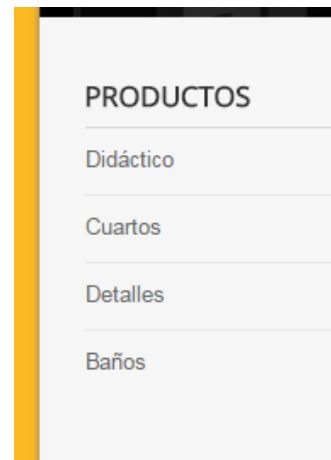 PRODUCTOS
Didáctico
Cuartos
Detalles
Baños